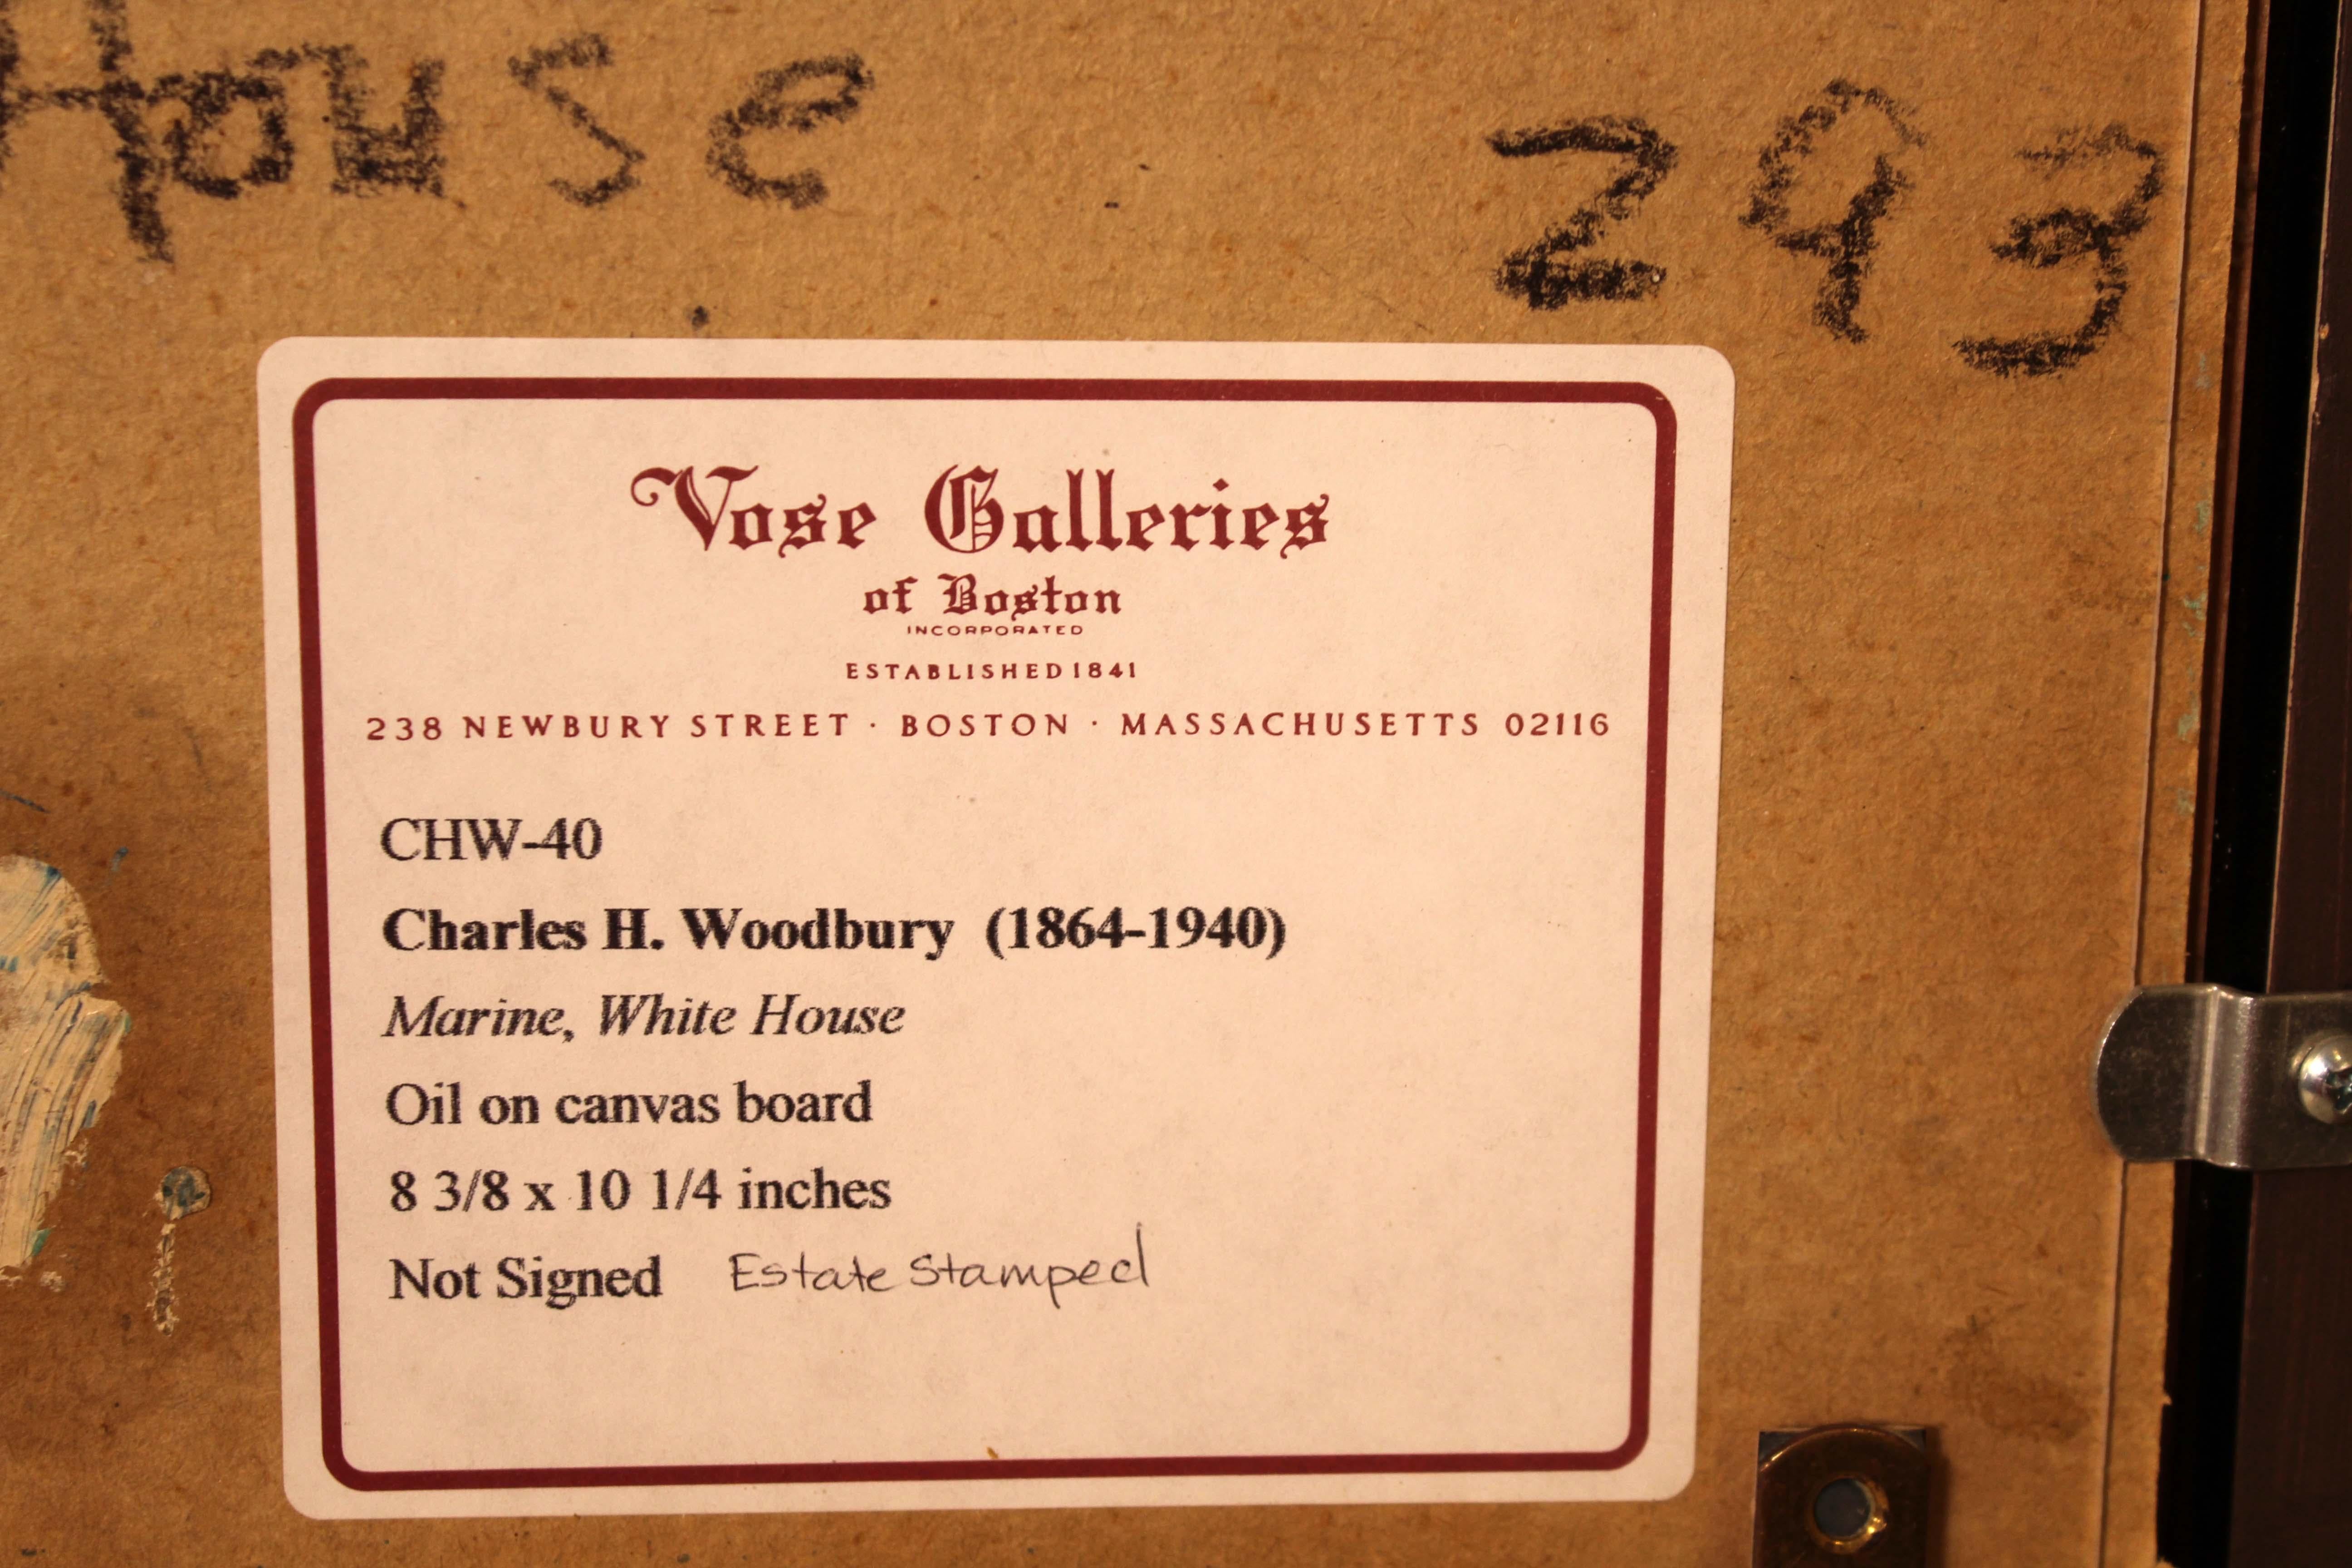 House 293
Vose Galleries
of Boston
INCORPORATED
ESTABLISHED 1841
238 NEWBURY STREET · BOSTON · MASSACHUSETTS 02116
CHW-40
Charles H. Woodbury (1864-1940)
Marine, White House
Oil on canvas board
8 3/8 x 10 1/4 inches
Not Signed Estate Stamped